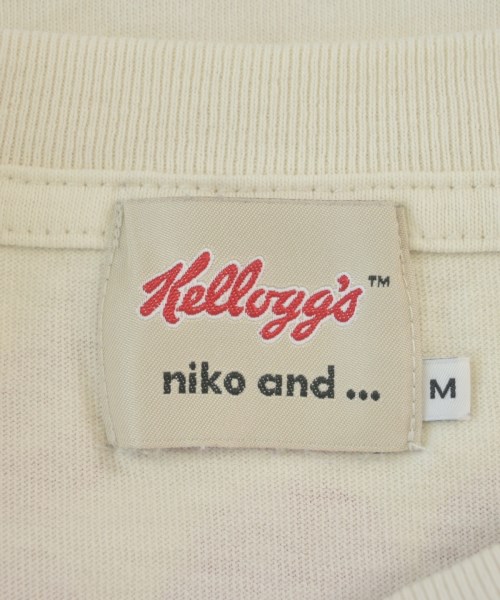 Kellogg's™
niko and ...
M